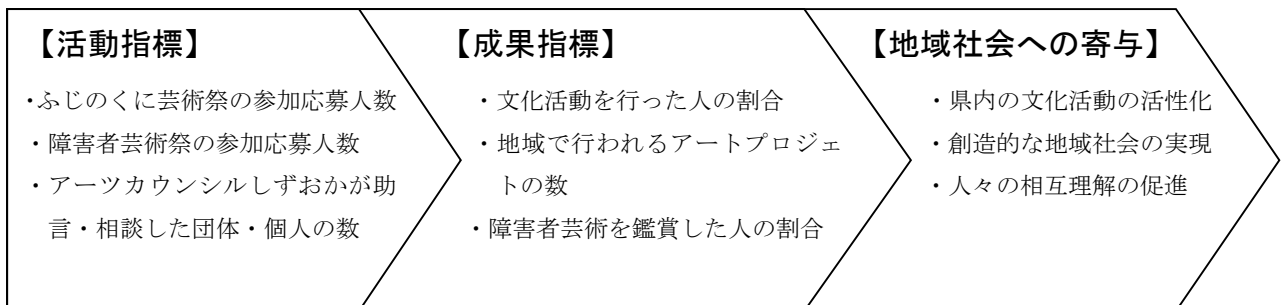 【活動指標】
・ふじのくに芸術祭の参加応募人数
・障害者芸術祭の参加応募人数
・アーツカウンシルしずおかが助
言・相談した団体・個人の数
【成果指標】
・文化活動を行った人の割合
・地域で行われるアートプロジェ
トの数
・障害者芸術を鑑賞した人の割合
【地域社会への寄与】
・県内の文化活動の活性化
・創造的な地域社会の実現
・人々の相互理解の促進